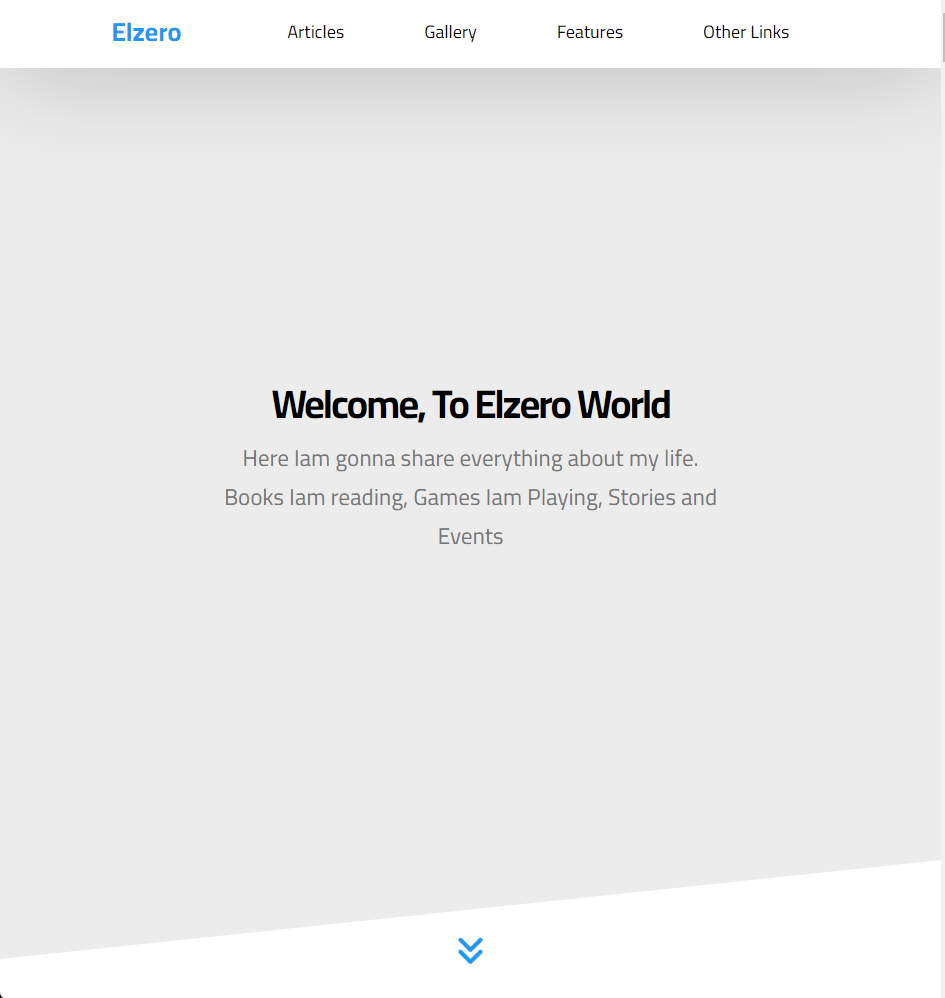 Elzero
Articles
Gallery
Features
Other Links
Welcome, To Elzero World
Here Iam gonna share everything about my life.
Books Iam reading, Games Iam Playing, Stories and
Events